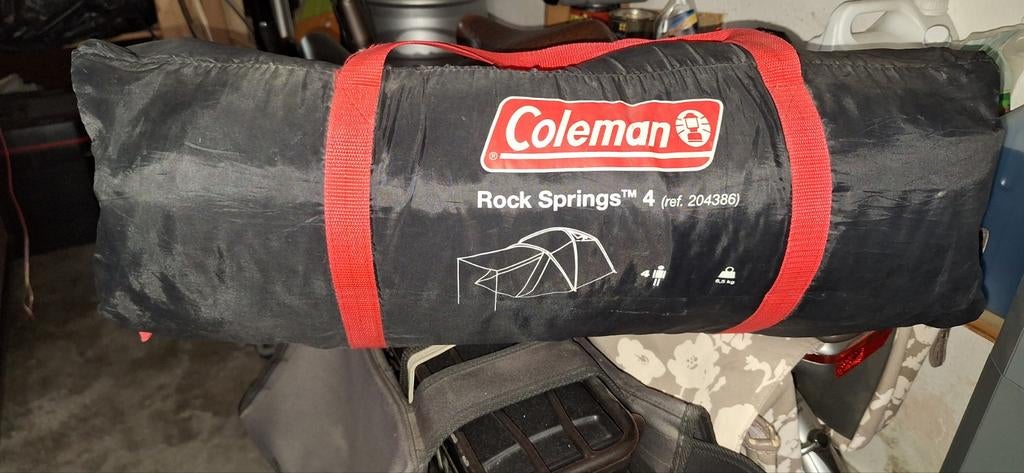 Coleman
®
Rock Springs™ 4 (ref. 204386)
4
6,5 kg